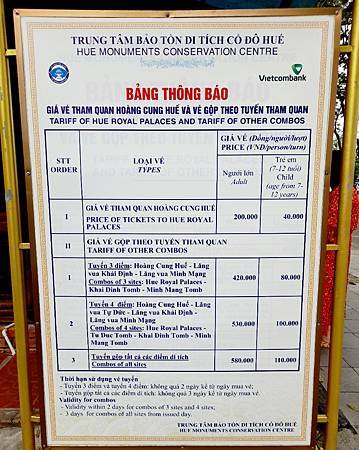 TRUNG TÂM BẢO TỒN DI TÍCH CỐ ĐÔ HUẾ
HUE MONUMENTS CONSERVATION CENTRE
Vietcombank
BẢNG THÔNG BÁO
GIÁ VÉ THAM QUAN HOÀNG CUNG HUẾ VÀ VÉ GỘP THEO TUYẾN THAM QUAN
TARIFF OF HUE ROYAL PALACES AND TARIFF OF OTHER COMBOS
STT
ORDER
LOẠI VÉ
TYPES
GIÁ VÉ (Đồng/người/lượt)
PRICE (VND/person/turn)
Người lớn
Adult
Trẻ em
(7-12 tuổi)
Child
(age from 7-
12 years)
I
GIÁ VÉ THAM QUAN HOÀNG CUNG HUẾ
PRICE OF TICKETS TO HUE ROYAL
PALACES
200.000
40.000
II
GIÁ VÉ GỘP THEO TUYẾN THAM QUAN
TARIFF OF OTHER COMBOS
1
Tuyến 3 điểm: Hoàng Cung Huế - Lăng
vua Khải Định - Lăng vua Minh Mạng
Combos of 3 sites: Hue Royal Palaces -
Khai Dinh Tomb - Minh Mang Tomb
420.000
80.000
2
Tuyến 4 điểm: Hoàng Cung Huế - Lăng
vua Tự Đức - Lăng vua Khải Định -
Lăng vua Minh Mạng
Combos of 4 sites: Hue Royal Palaces -
Tu Duc Tomb - Khai Dinh Tomb -
Minh Mang Tomb
530.000
100.000
3
Tuyến gộp tất cả các điểm di tích
Combos of all sites
580.000
110.000
Thời hạn sử dụng vé tuyến
- Tuyến 3 điểm và tuyến 4 điểm: không quá 2 ngày kể từ ngày mua vé;
- Tuyến gộp tất cả các điểm di tích: không quá 3 ngày kể từ ngày mua vé.
Validity for combos
- Validity within 2 days for combos of 3 sites and 4 sites;
- 3 days for combos of all sites from issued day.
TRUNG TÂM BẢO TỒN DI TÍCH CỐ ĐÔ HUẾ
HUE MONUMENTS CONSERVATION CENTRE